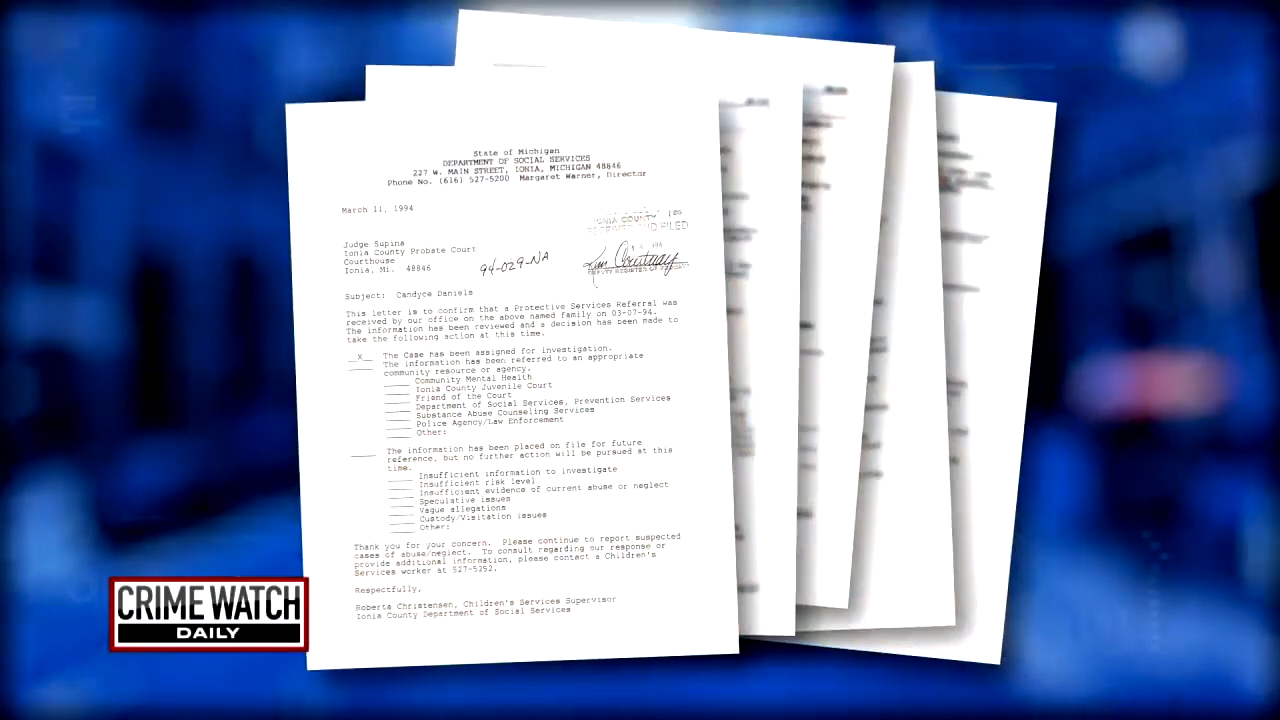 State of Michigan
DEPARTMENT OF SOCIAL SERVICES
227 W. MAIN STREET, IONIA, MICHIGAN 48846
Phone No. (616) 527-5200 Margaret Warner, Director
March 11, 1994
IONIA COUNTY
RECEIVED AND FILED
Judge Supina
Ionia County Probate Court
Courthouse
Ionia, Mi. 48846
94-029-NA
DEPUTY REGISTER OF PROBATE
Subject: Candyce Daniels
This letter is to confirm that a Protective Services Referral was
received by our office on the above named family on 03-07-94.
The information has been reviewed and a decision has been made to
take the following action at this time.
X The Case has been assigned for investigation.
The information has been referred to an appropriate
community resource or agency.
Community Mental Health
Ionia County Juvenile Court
Friend of the Court
Department of Social Services, Prevention Services
Substance Abuse Counseling Services
Police Agency/Law Enforcement
Other:
The information has been placed on file for future
reference, but no further action will be pursued at this
time.
Insufficient information to investigate
Insufficient risk level
Insufficient evidence of current abuse or neglect
Speculative issues
Vague allegations
Custody/Visitation issues
Other:
Thank you for your concern. Please continue to report suspected
cases of abuse/neglect. To consult regarding our response or
provide additional information, please contact a Children's
Services worker at 527-5252.
Respectfully,
Roberta Christensen, Children's Services Supervisor
Ionia County Department of Social Services
CRIME WATCH
DAILY